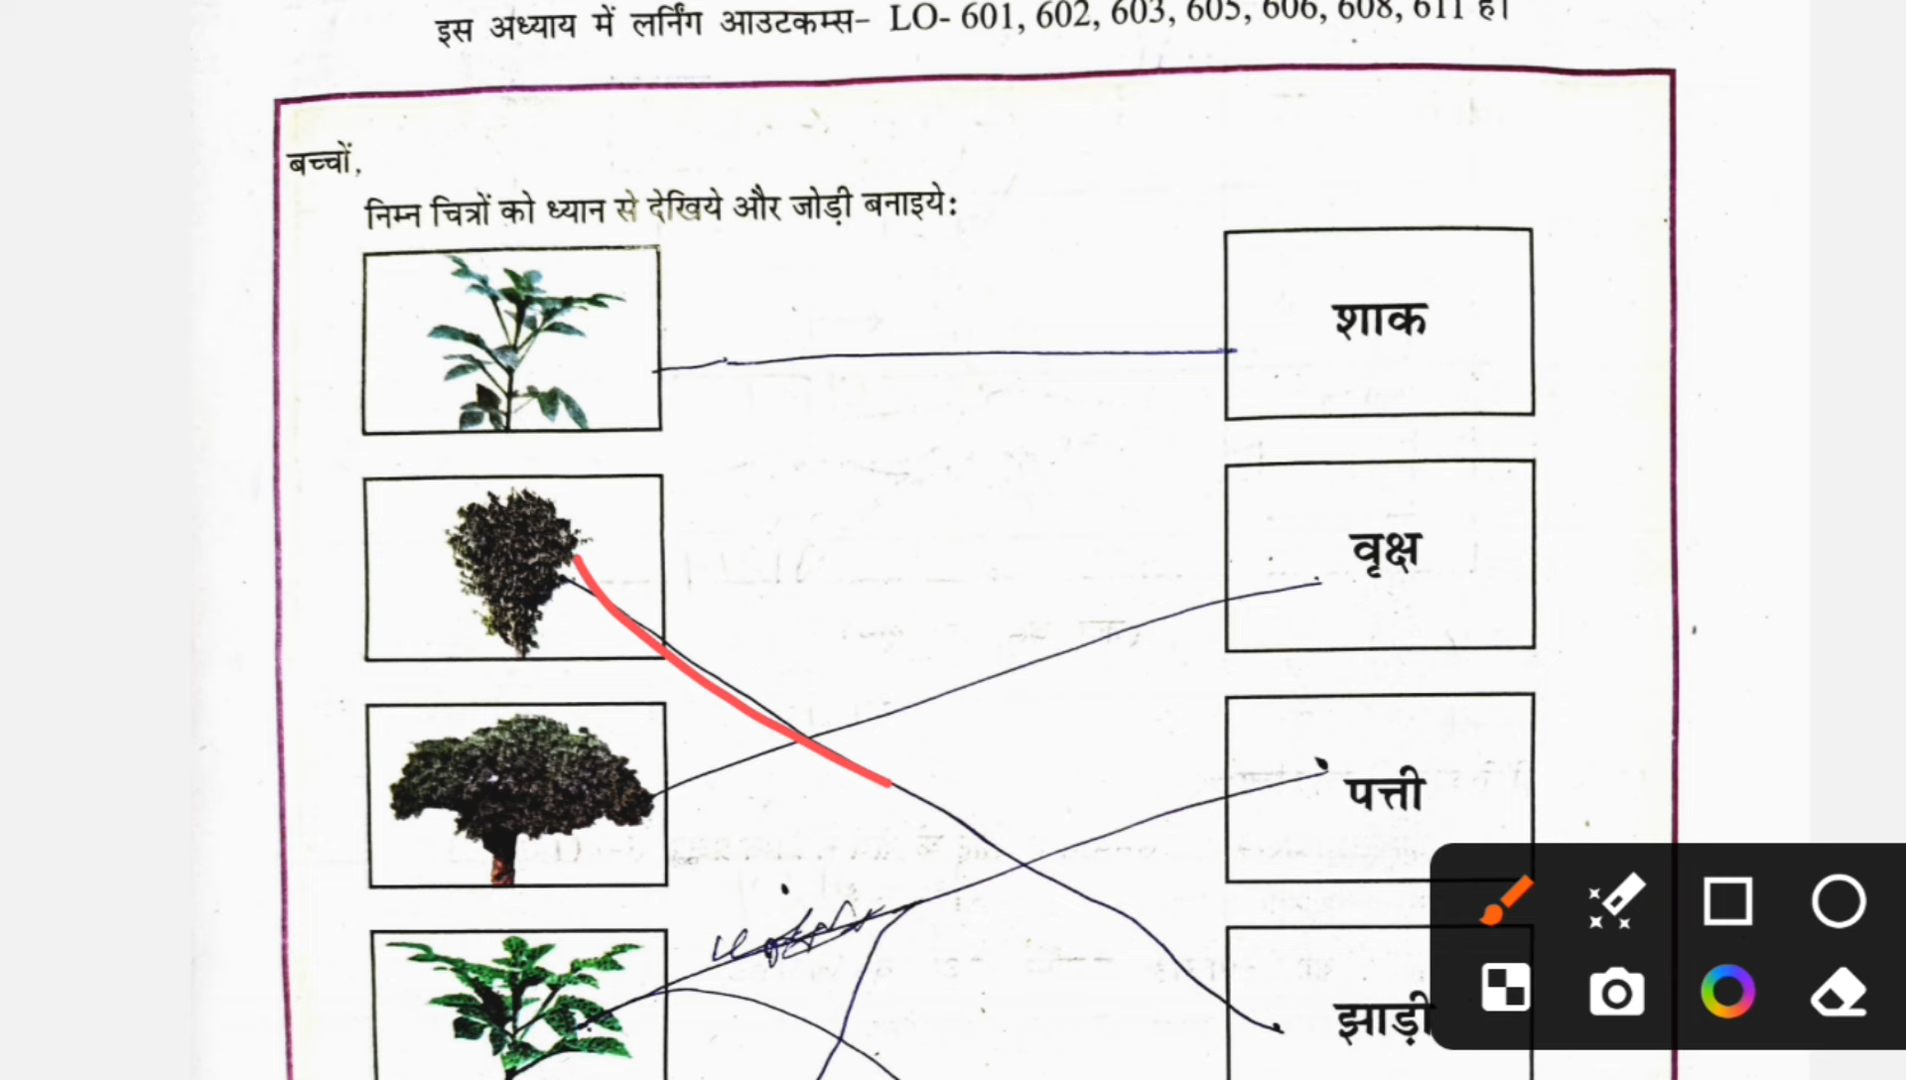 इस अध्याय में लर्निंग आउटकम्स– LO- 601, 602, 603, 605, 606, 608, 611 है।
बच्चों,
निम्न चित्रों को ध्यान से देखिये और जोड़ी बनाइये:
शाक
वृक्ष
पत्ती
झाड़ी